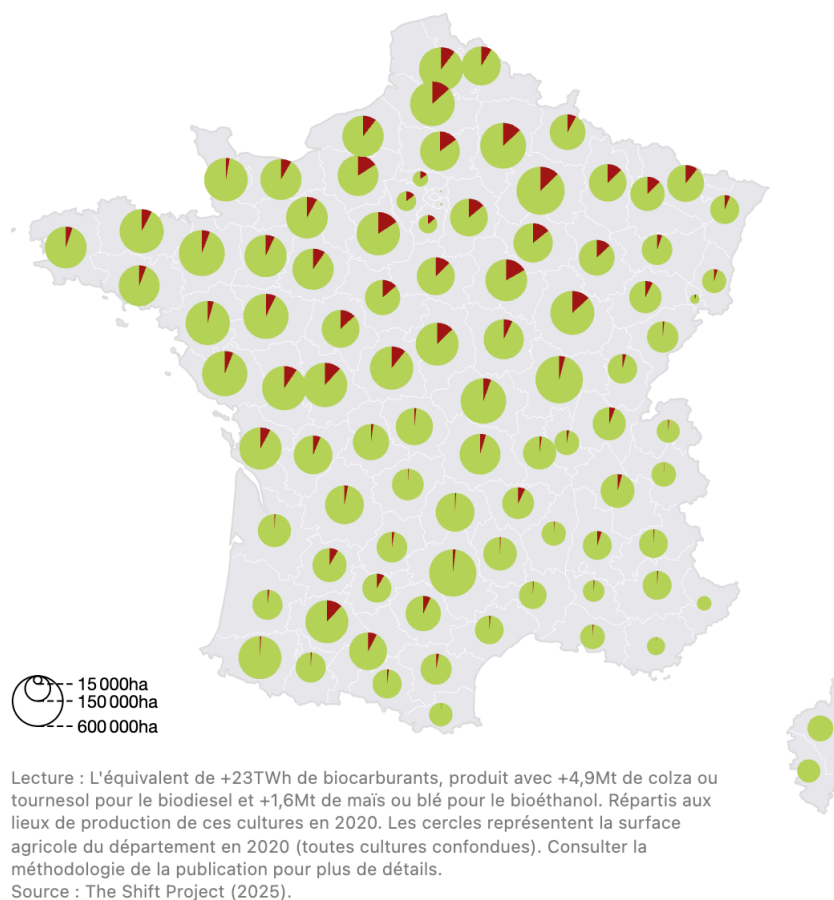 15 000ha
150 000ha
600 000ha
Lecture : L'équivalent de +23TWh de biocarburants, produit avec +4,9Mt de colza ou
tournesol pour le biodiesel et +1,6Mt de maïs ou blé pour le bioéthanol. Répartis aux
lieux de production de ces cultures en 2020. Les cercles représentent la surface
agricole du département en 2020 (toutes cultures confondues). Consulter la
méthodologie de la publication pour plus de détails.
Source : The Shift Project (2025).